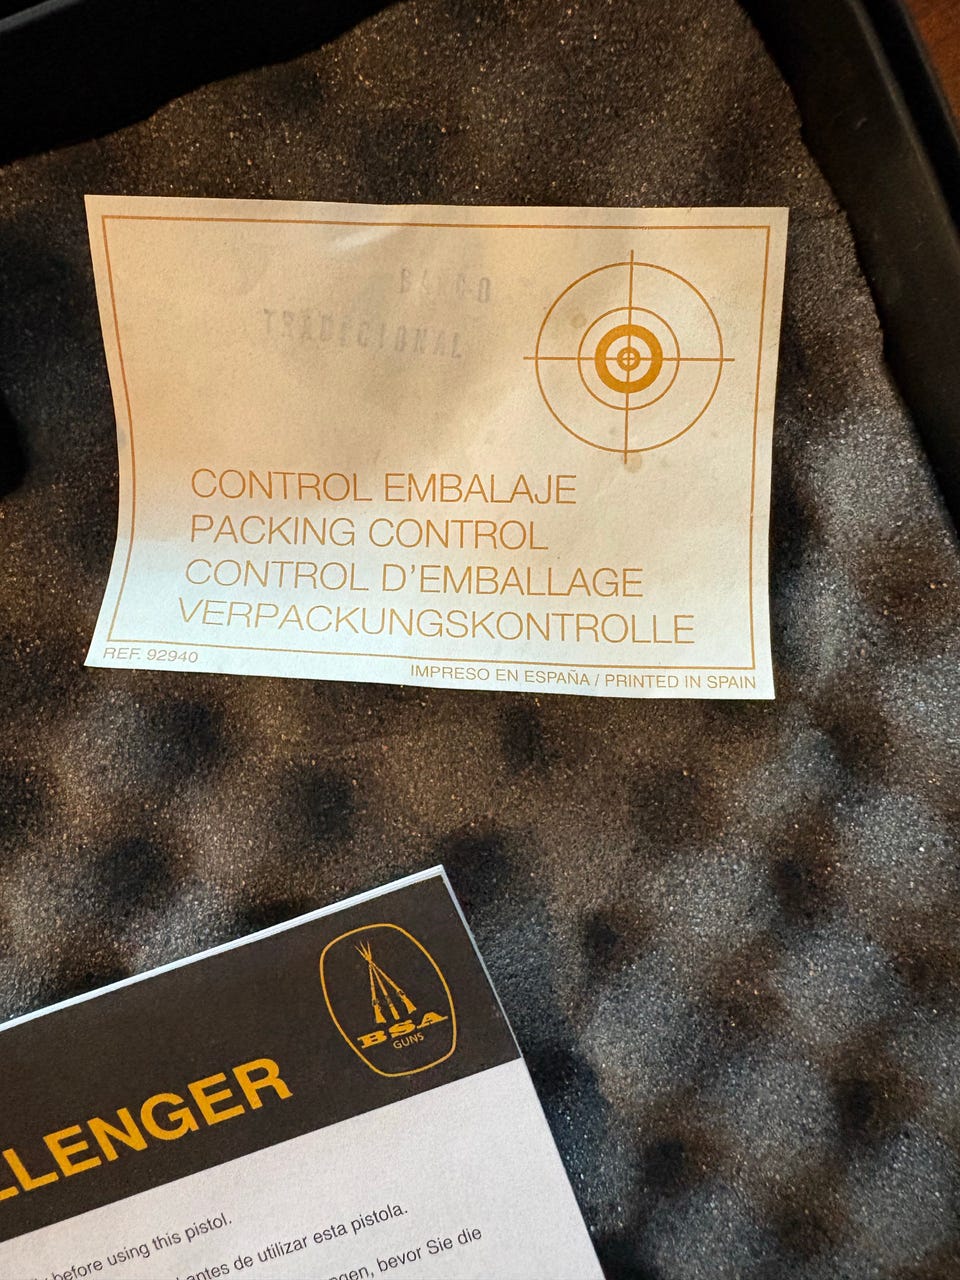 TRADICIONAL
CONTROL EMBALAJE
PACKING CONTROL
CONTROL D'EMBALLAGE
VERPACKUNGSKONTROLLE
REF. 92940
IMPRESO EN ESPAÑA / PRINTED IN SPAIN
BSA
GUNS
LLENGER
before using this pistol.
antes de utilizar esta pistola.
bevor Sie die